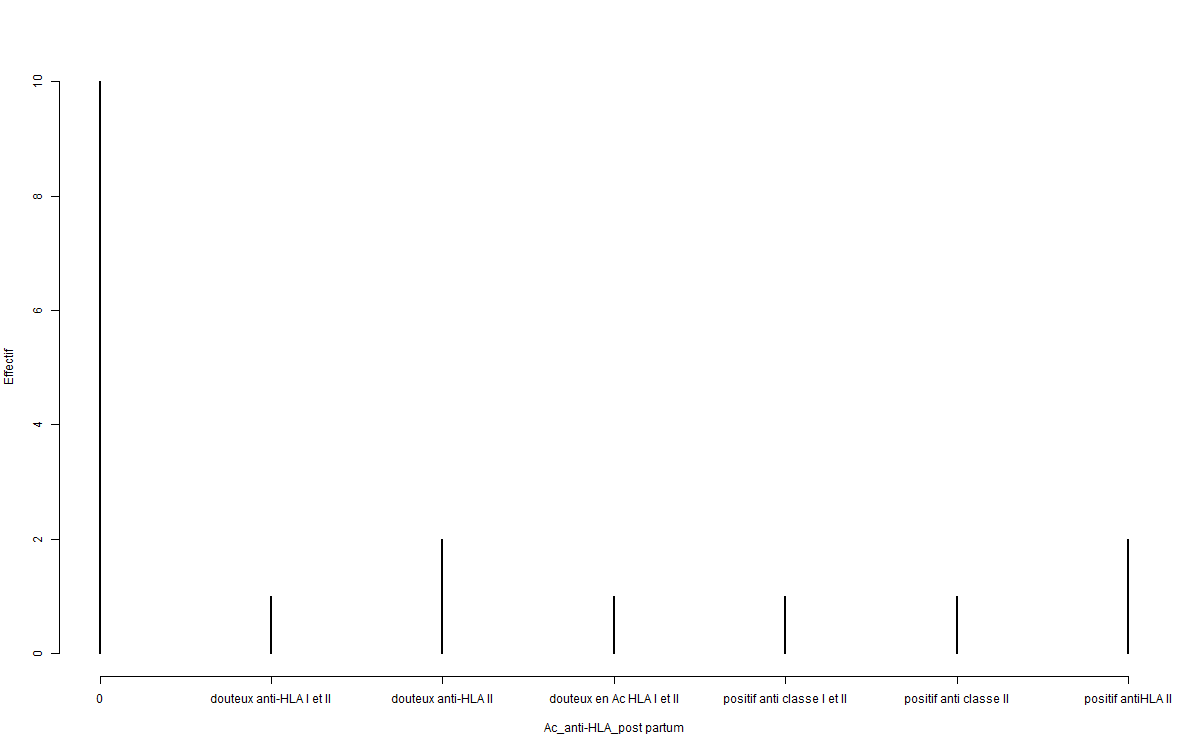 10
8
6
4
2
0
Effectif
0 douteux anti-HLA I et II douteux anti-HLA II douteux en Ac HLA I et II positif anti classe I et II positif anti classe II positif antiHLA II
Ac_anti-HLA_post partum